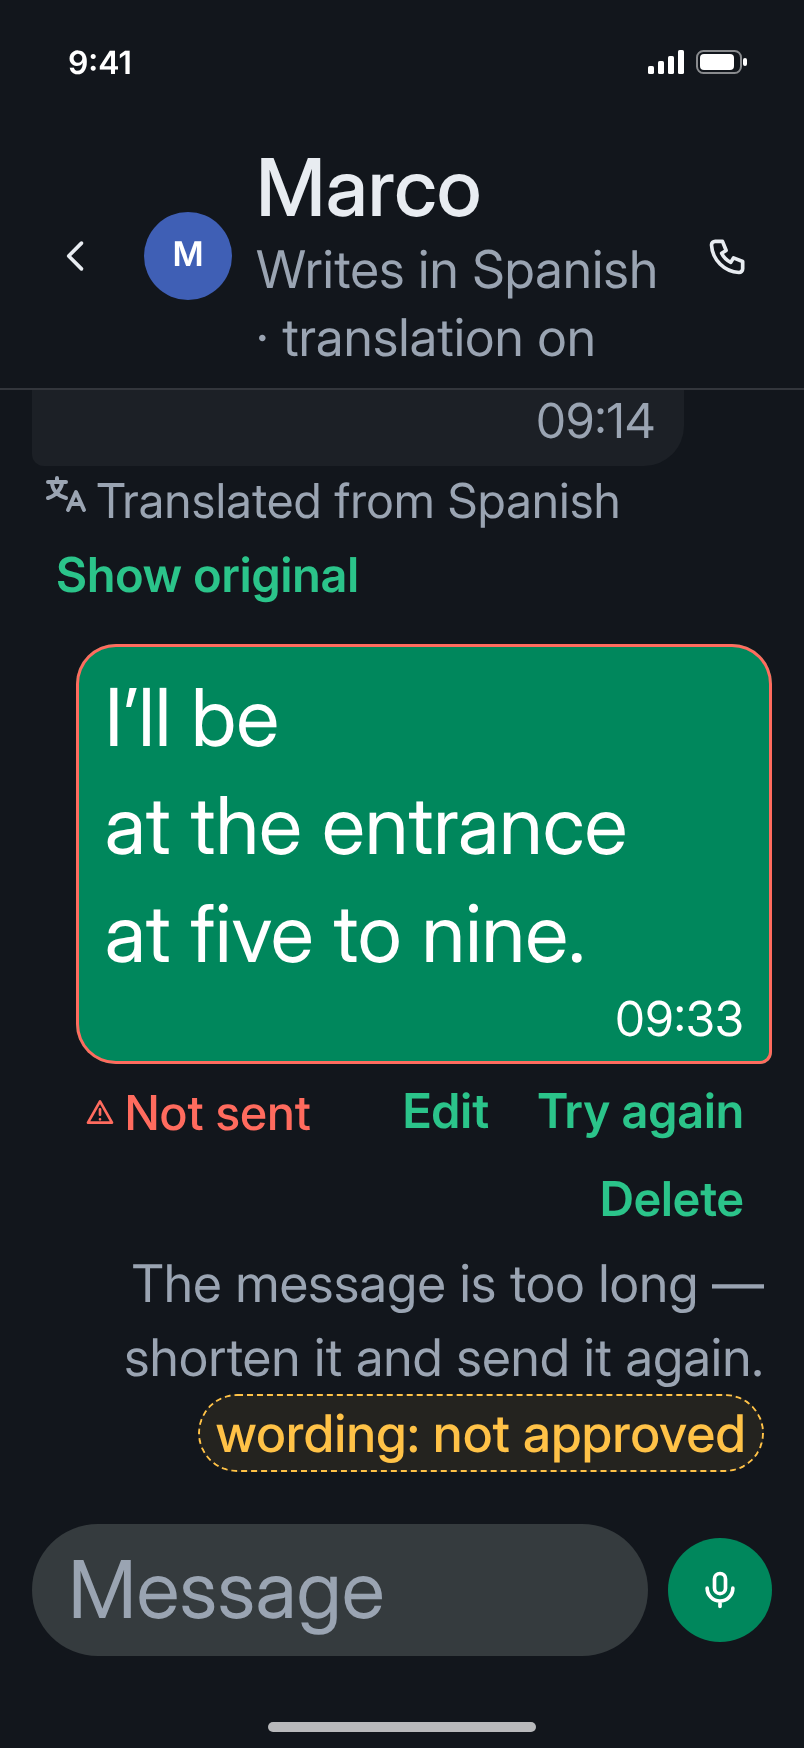 9:41
Marco
M
Writes in Spanish
· translation on
09:14
Translated from Spanish
Show original
I’ll be
at the entrance
at five to nine.
09:33
Not sent
Edit
Try again
Delete
The message is too long —
shorten it and send it again.
wording: not approved
Message